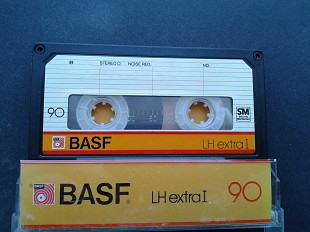 B STEREO □ NOISE RED.: NO.
90
SM
BASF LH extra I
BASF LH extra I 90